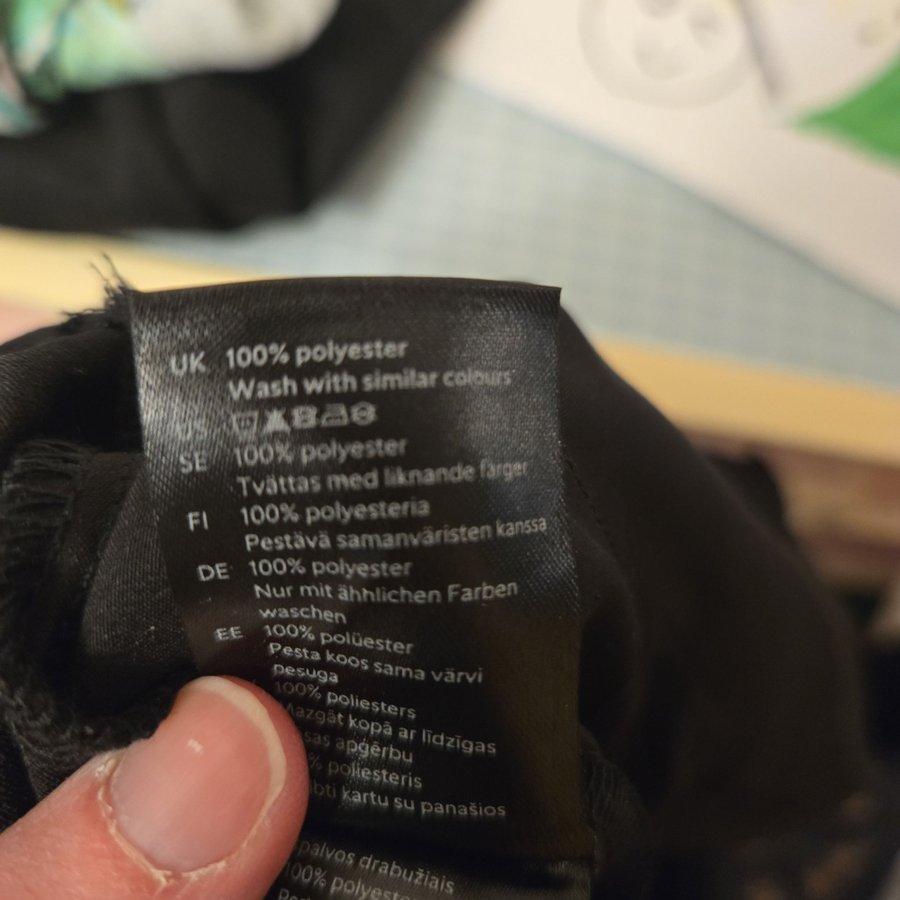 UK 100% polyester
Wash with similar colours
US
SE 100% polyester
Tvättas med liknande färger
FI 100% polyesteria
Pestävä samanväristen kanssa
DE 100% polyester
Nur mit ähnlichen Farben
waschen
EE 100% polüester
Pesta koos sama värvi
pesuga
100% poliesters
Mazgāt kopā ar līdzīgas
apģērbu
% poliesteris
kartu su panašios
spalvos drabužiais
100%